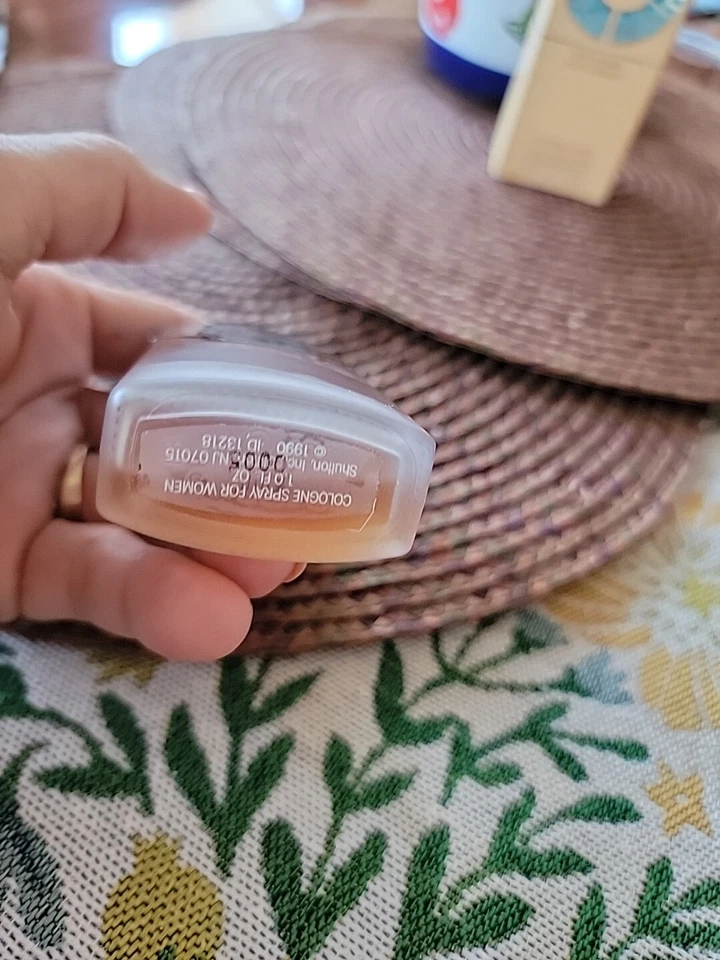 COLOGNE SPRAY FOR WOMEN
1.0 FL OZ
Shulton, Inc. NJ 07015
© 1990 ID, 13218